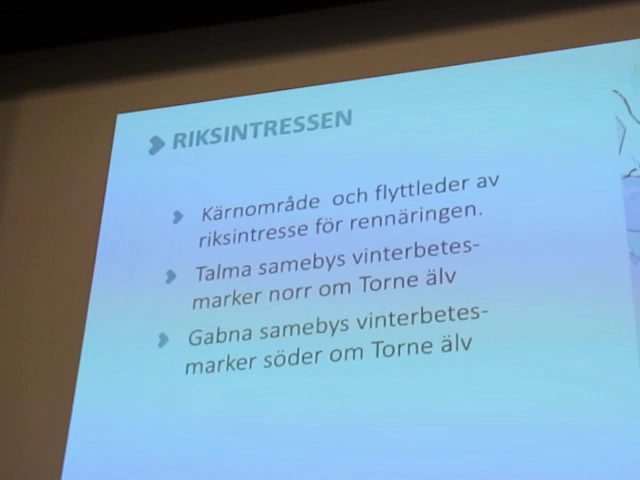 RIKSINTRESSEN
Kärnområde och flyttleder av
riksintresse för rennäringen.
Talma samebys vinterbetes-
marker norr om Torne älv
Gabna samebys vinterbetes-
marker söder om Torne älv